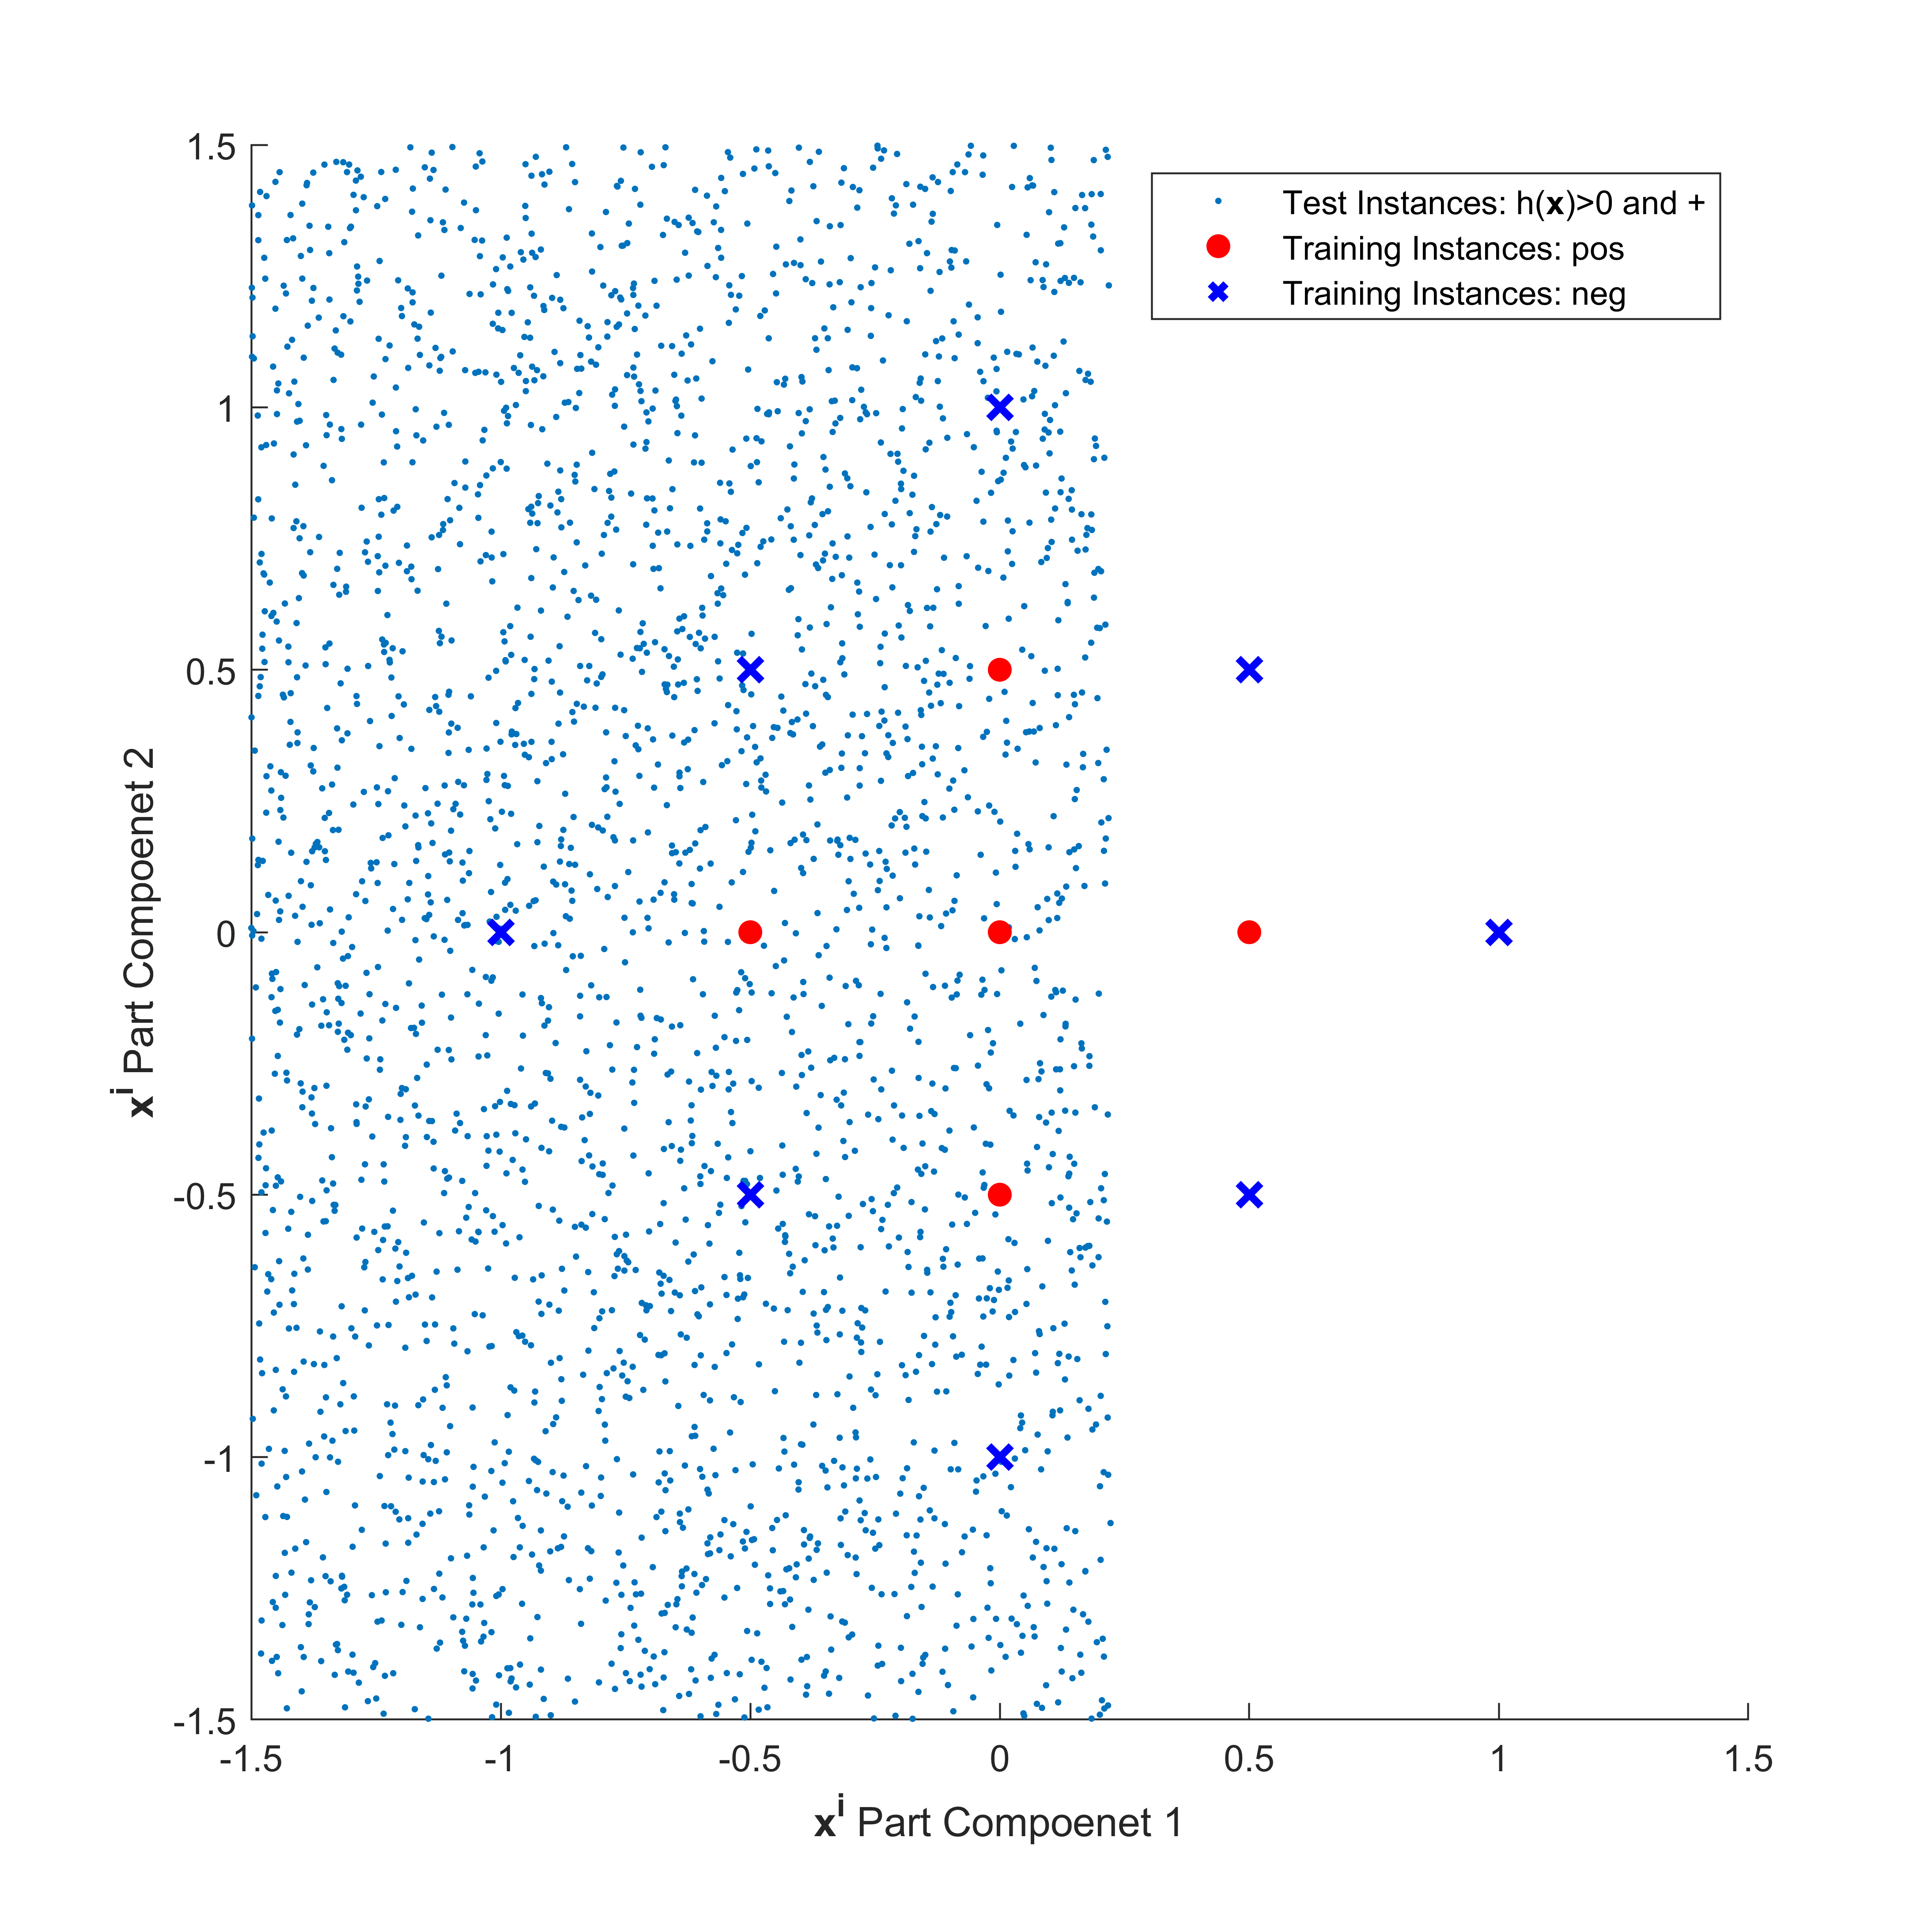 1.5
1
0.5
0
-0.5
-1
-1.5
Test Instances: h(x)>0 and +
Training Instances: pos
Training Instances: neg
xi Part Compoenet 2
-1.5 -1 -0.5 0 0.5 1 1.5
xi Part Compoenet 1